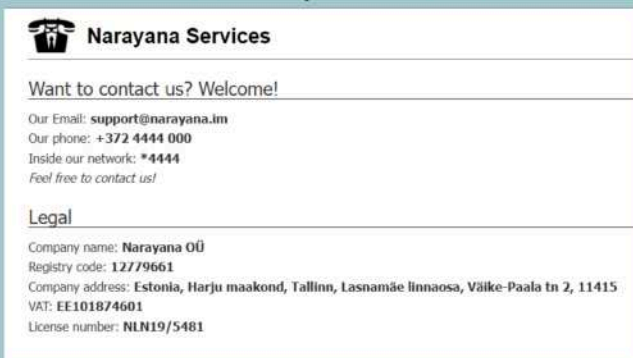 Narayana Services
Want to contact us? Welcome!
Our Email: support@narayana.im
Our phone: +372 4444 000
Inside our network: *4444
Feel free to contact us!
Legal
Company name: Narayana OÜ
Registry code: 12779661
Company address: Estonia, Harju maakond, Tallinn, Lasnamäe linnaosa, Väike-Paala tn 2, 11415
VAT: EE101874601
License number: NLN19/5481